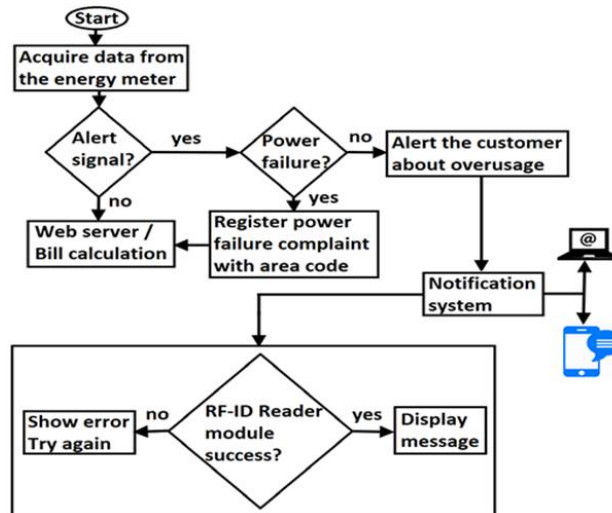 Start
Acquire data from
the energy meter
Alert
signal?
yes
Power
failure?
no
Alert the customer
about overusage
no
yes
Web server /
Bill calculation
Register power
failure complaint
with area code
@
Notification
system
no
RF-ID Reader
module
success?
yes
Show error
Try again
Display
message